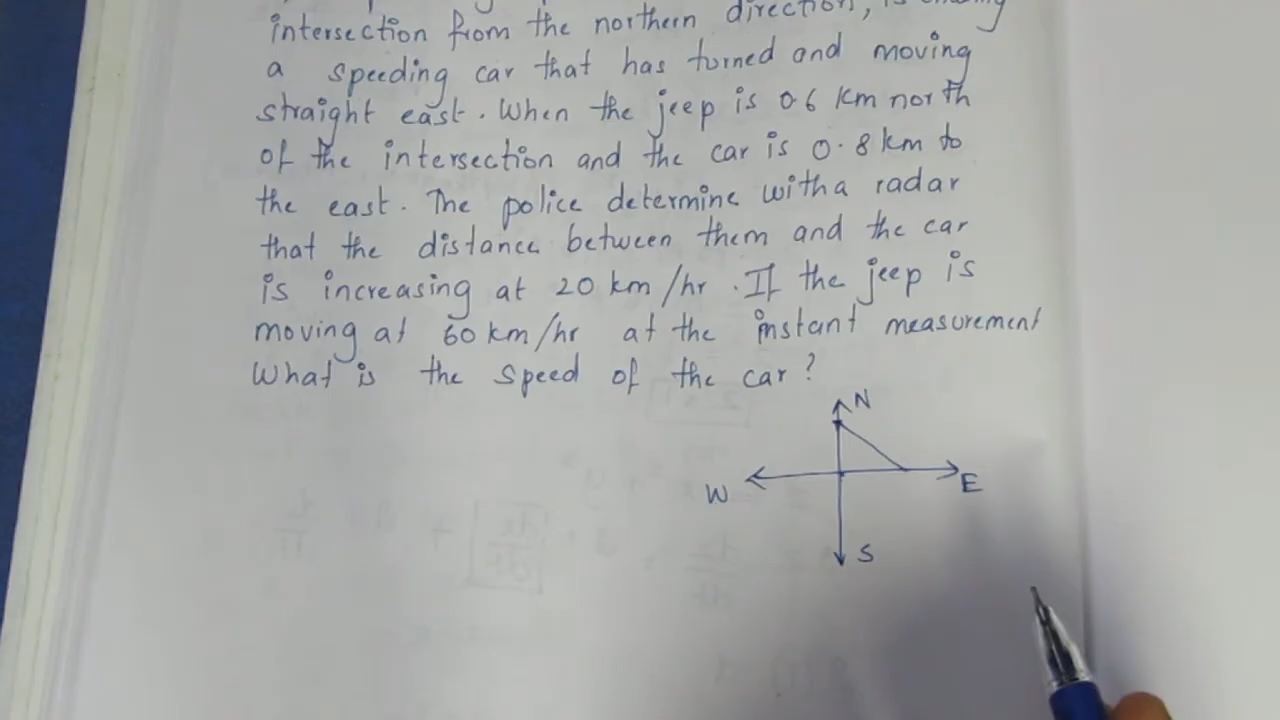 intersection from the northern direction, is chasing
a speeding car that has turned and moving
straight east. When the jeep is 0.6 km north
of the intersection and the car is 0.8 km to
the east. The police determine with a radar
that the distance between them and the car
is increasing at 20 km/hr. If the jeep is
moving at 60 km/hr at the instant measurement
What is the speed of the car?
N
W
E
S